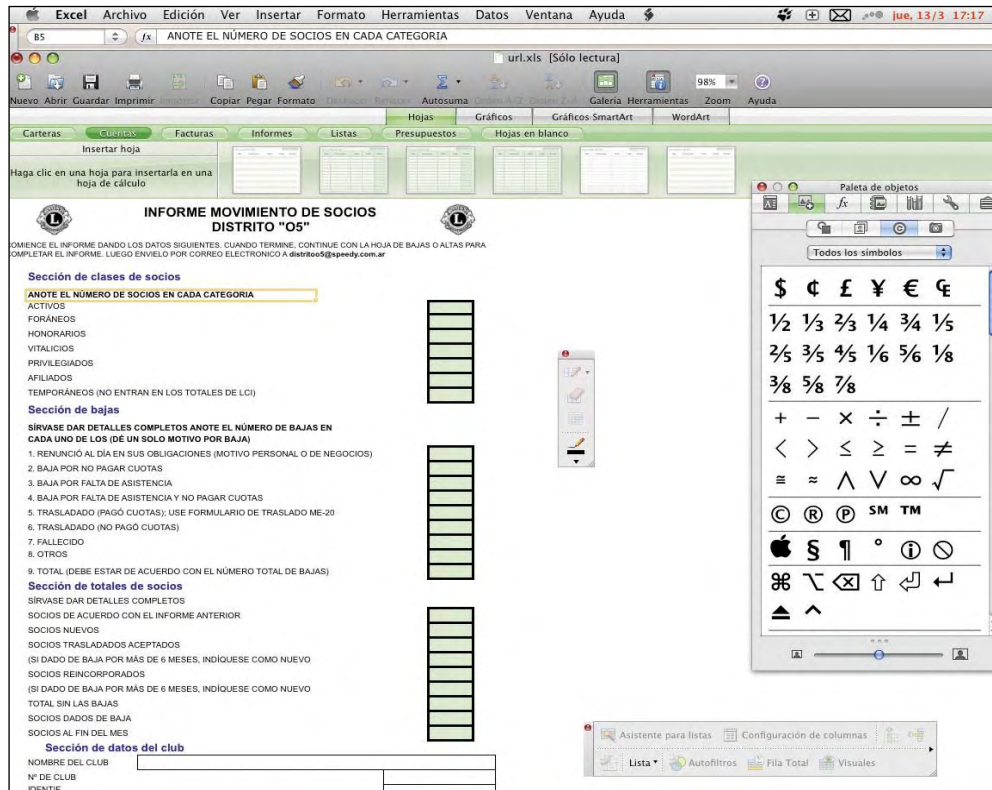 Excel Archivo Edición Ver Insertar Formato Herramientas Datos Ventana Ayuda jue, 13/3 17:17
B5 fx ANOTE EL NÚMERO DE SOCIOS EN CADA CATEGORIA
url.xls [Sólo lectura]
98%
Nuevo Abrir Guardar Imprimir Copiar Pegar Formato Autosuma Galería Herramientas Zoom Ayuda
Hojas Gráficos Gráficos SmartArt WordArt
Carteras Cuentas Facturas Informes Listas Presupuestos Hojas en blanco
Insertar hoja
Haga clic en una hoja para insertarla en una
hoja de cálculo
INFORME MOVIMIENTO DE SOCIOS
DISTRITO "O5"
OMIENCE EL INFORME DANDO LOS DATOS SIGUIENTES. CUANDO TERMINE, CONTINUE CON LA HOJA DE BAJAS O ALTAS PARA
OMPLETAR EL INFORME. LUEGO ENVIELO POR CORREO ELECTRONICO A distritoo5@speedy.com.ar
Sección de clases de socios
ANOTE EL NÚMERO DE SOCIOS EN CADA CATEGORIA
ACTIVOS
FORÁNEOS
HONORARIOS
VITALICIOS
PRIVILEGIADOS
AFILIADOS
TEMPORÁNEOS (NO ENTRAN EN LOS TOTALES DE LCI)
Sección de bajas
SÍRVASE DAR DETALLES COMPLETOS ANOTE EL NÚMERO DE BAJAS EN
CADA UNO DE LOS (DÉ UN SOLO MOTIVO POR BAJA)
1. RENUNCIÓ AL DÍA EN SUS OBLIGACIONES (MOTIVO PERSONAL O DE NEGOCIOS)
2. BAJA POR NO PAGAR CUOTAS
3. BAJA POR FALTA DE ASISTENCIA
4. BAJA POR FALTA DE ASISTENCIA Y NO PAGAR CUOTAS
5. TRASLADADO (PAGÓ CUOTAS); USE FORMULARIO DE TRASLADO ME-20
6. TRASLADADO (NO PAGÓ CUOTAS)
7. FALLECIDO
8. OTROS
9. TOTAL (DEBE ESTAR DE ACUERDO CON EL NÚMERO TOTAL DE BAJAS)
Sección de totales de socios
SÍRVASE DAR DETALLES COMPLETOS
SOCIOS DE ACUERDO CON EL INFORME ANTERIOR
SOCIOS NUEVOS
SOCIOS TRASLADADOS ACEPTADOS
(SI DADO DE BAJA POR MÁS DE 6 MESES, INDÍQUESE COMO NUEVO
SOCIOS REINCORPORADOS
(SI DADO DE BAJA POR MÁS DE 6 MESES, INDÍQUESE COMO NUEVO
TOTAL SIN LAS BAJAS
SOCIOS DADOS DE BAJA
SOCIOS AL FIN DEL MES
Sección de datos del club
NOMBRE DEL CLUB
Nº DE CLUB
IDENTIF
Paleta de objetos
fx
Todos los símbolos
$ ¢ £ ¥ € ₠
½ ⅓ ⅔ ¼ ¾ ⅕
⅖ ⅗ ⅘ ⅙ ⅚ ⅛
⅜ ⅝ ⅞
+ − × ÷ ± /
< > ≤ ≥ = ≠
≅ ≈ ∧ ∨ ∞ √
© ® ℗ ℠ ™
 § ¶ ° ⓘ ⃠
⌘ ⌥ ⌫ ⇧ ⏎ ↵
⏏ ⌃
Asistente para listas Configuración de columnas
Lista Autofiltros Fila Total Visuales